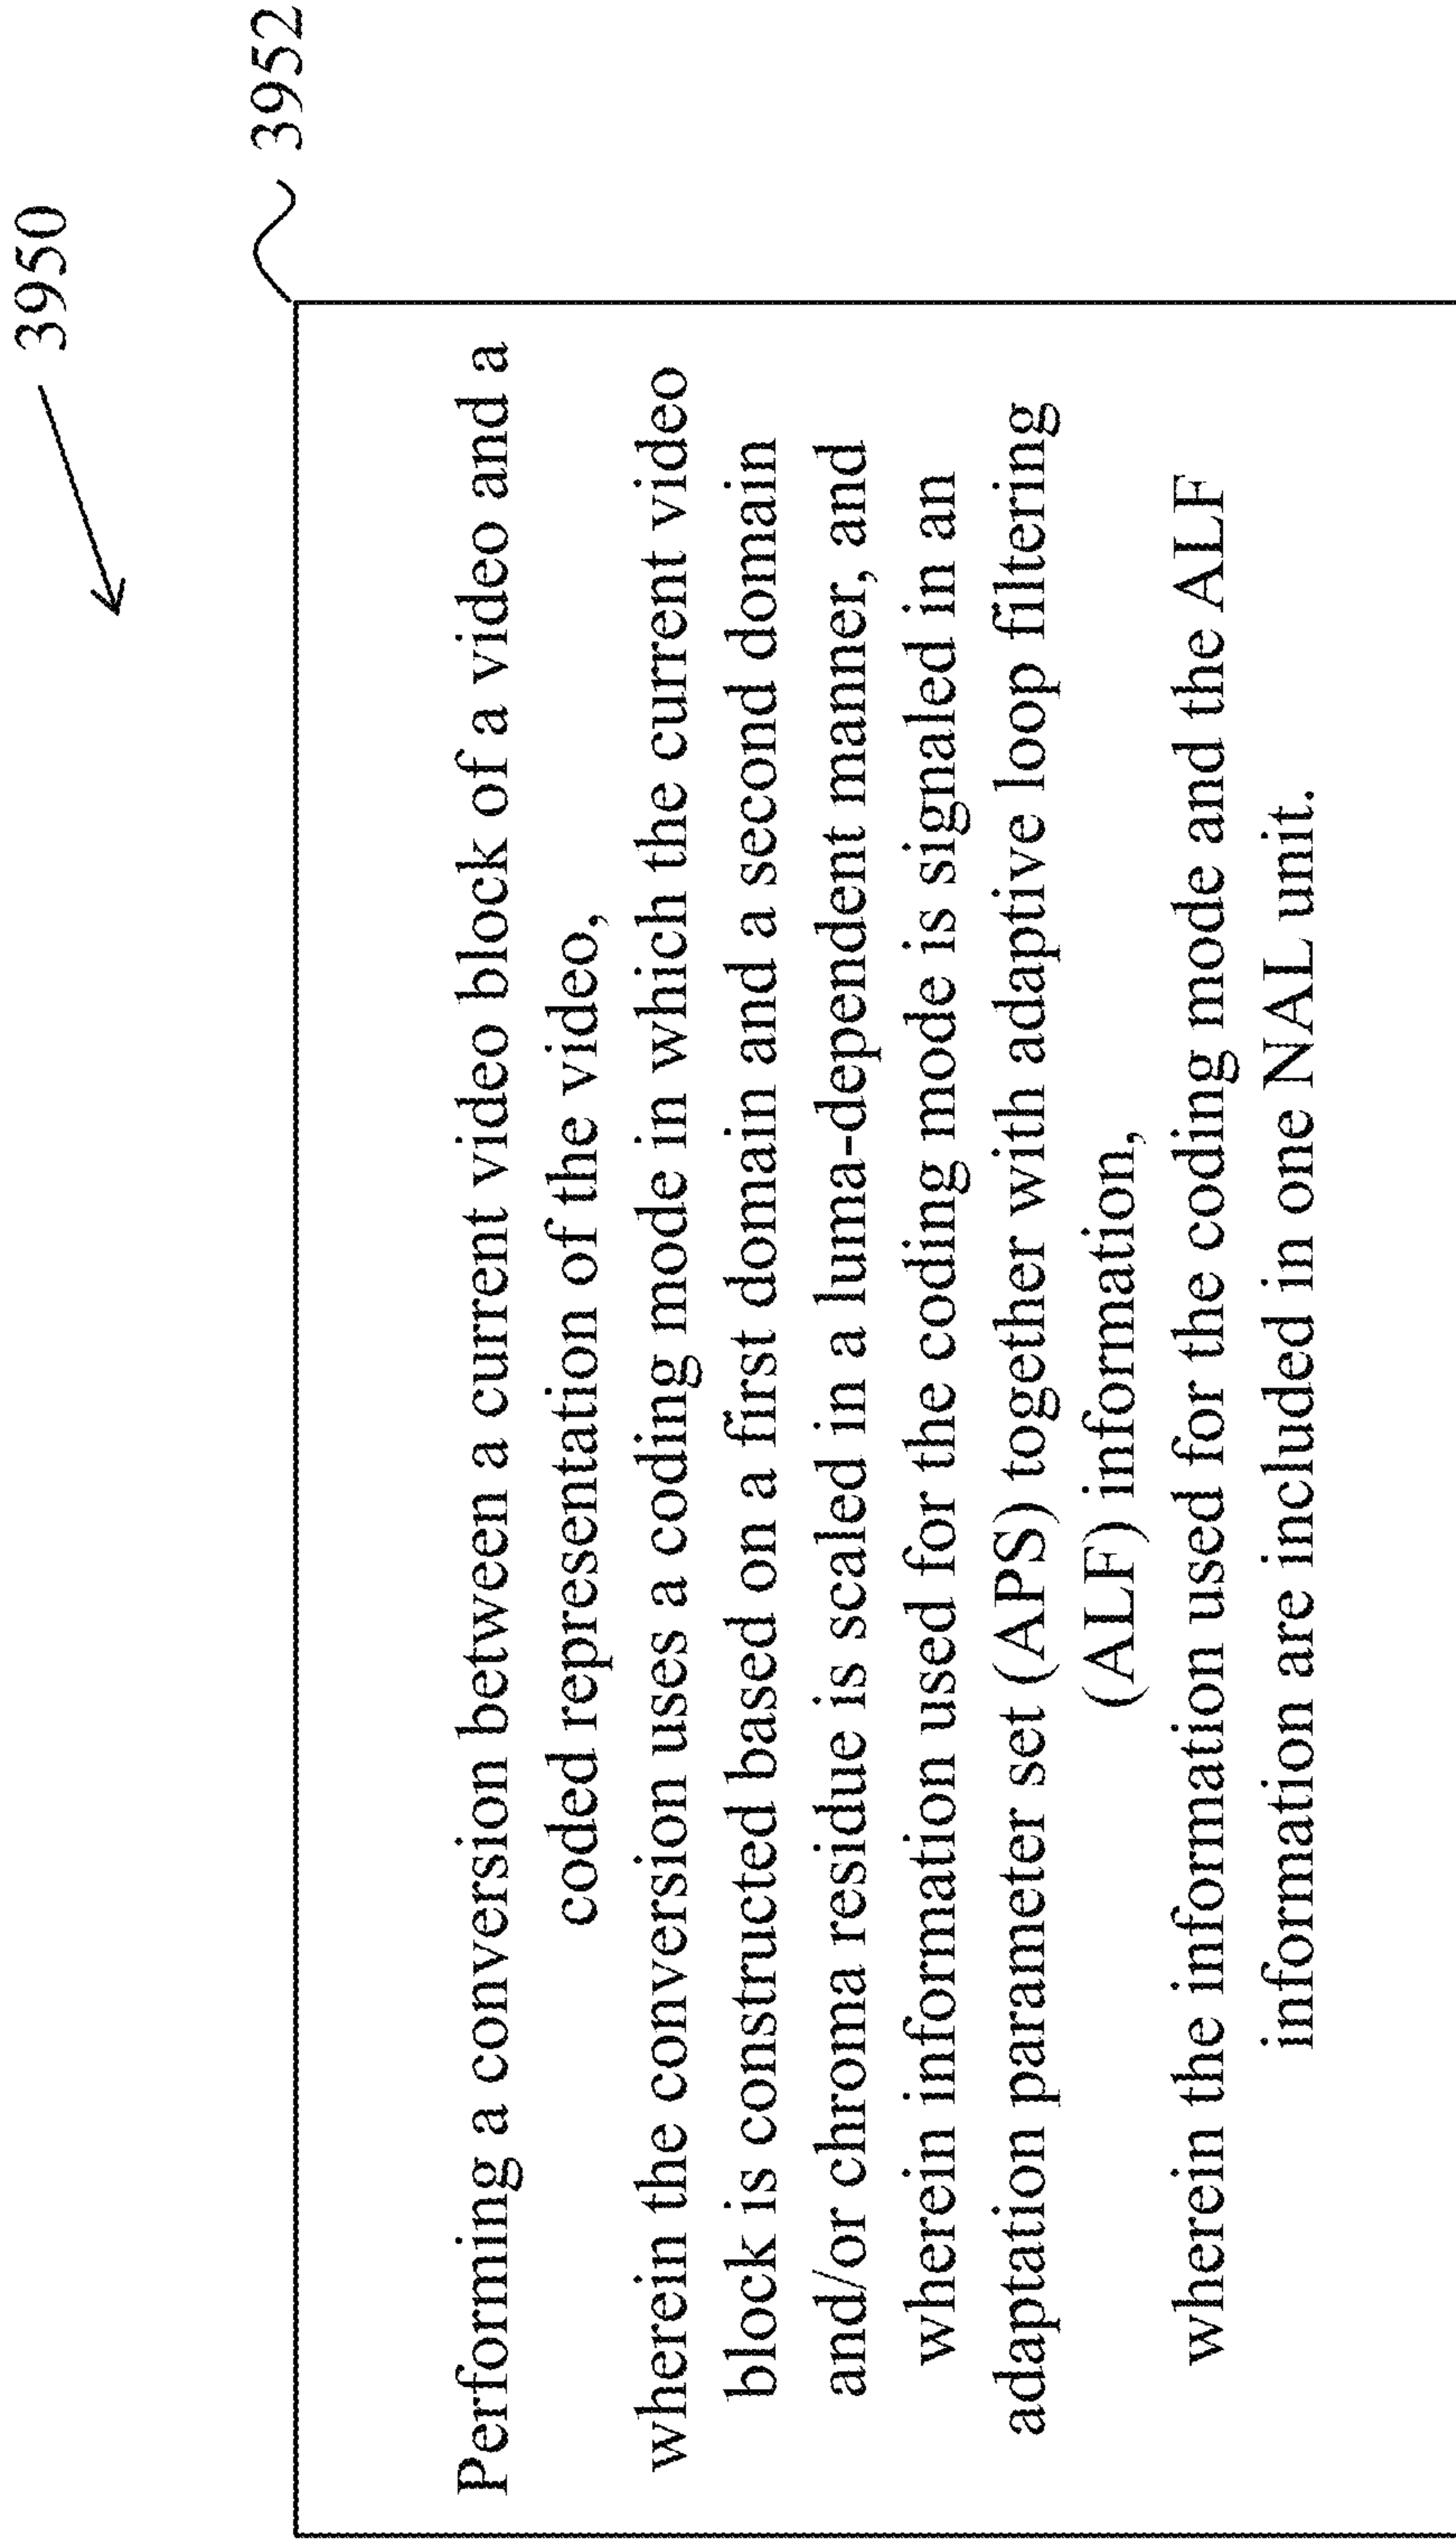 3950
3952
Performing a conversion between a current video block of a video and a
coded representation of the video,
wherein the conversion uses a coding mode in which the current video
block is constructed based on a first domain and a second domain
and/or chroma residue is scaled in a luma-dependent manner, and
wherein information used for the coding mode is signaled in an
adaptation parameter set (APS) together with adaptive loop filtering
(ALF) information,
wherein the information used for the coding mode and the ALF
information are included in one NAL unit.